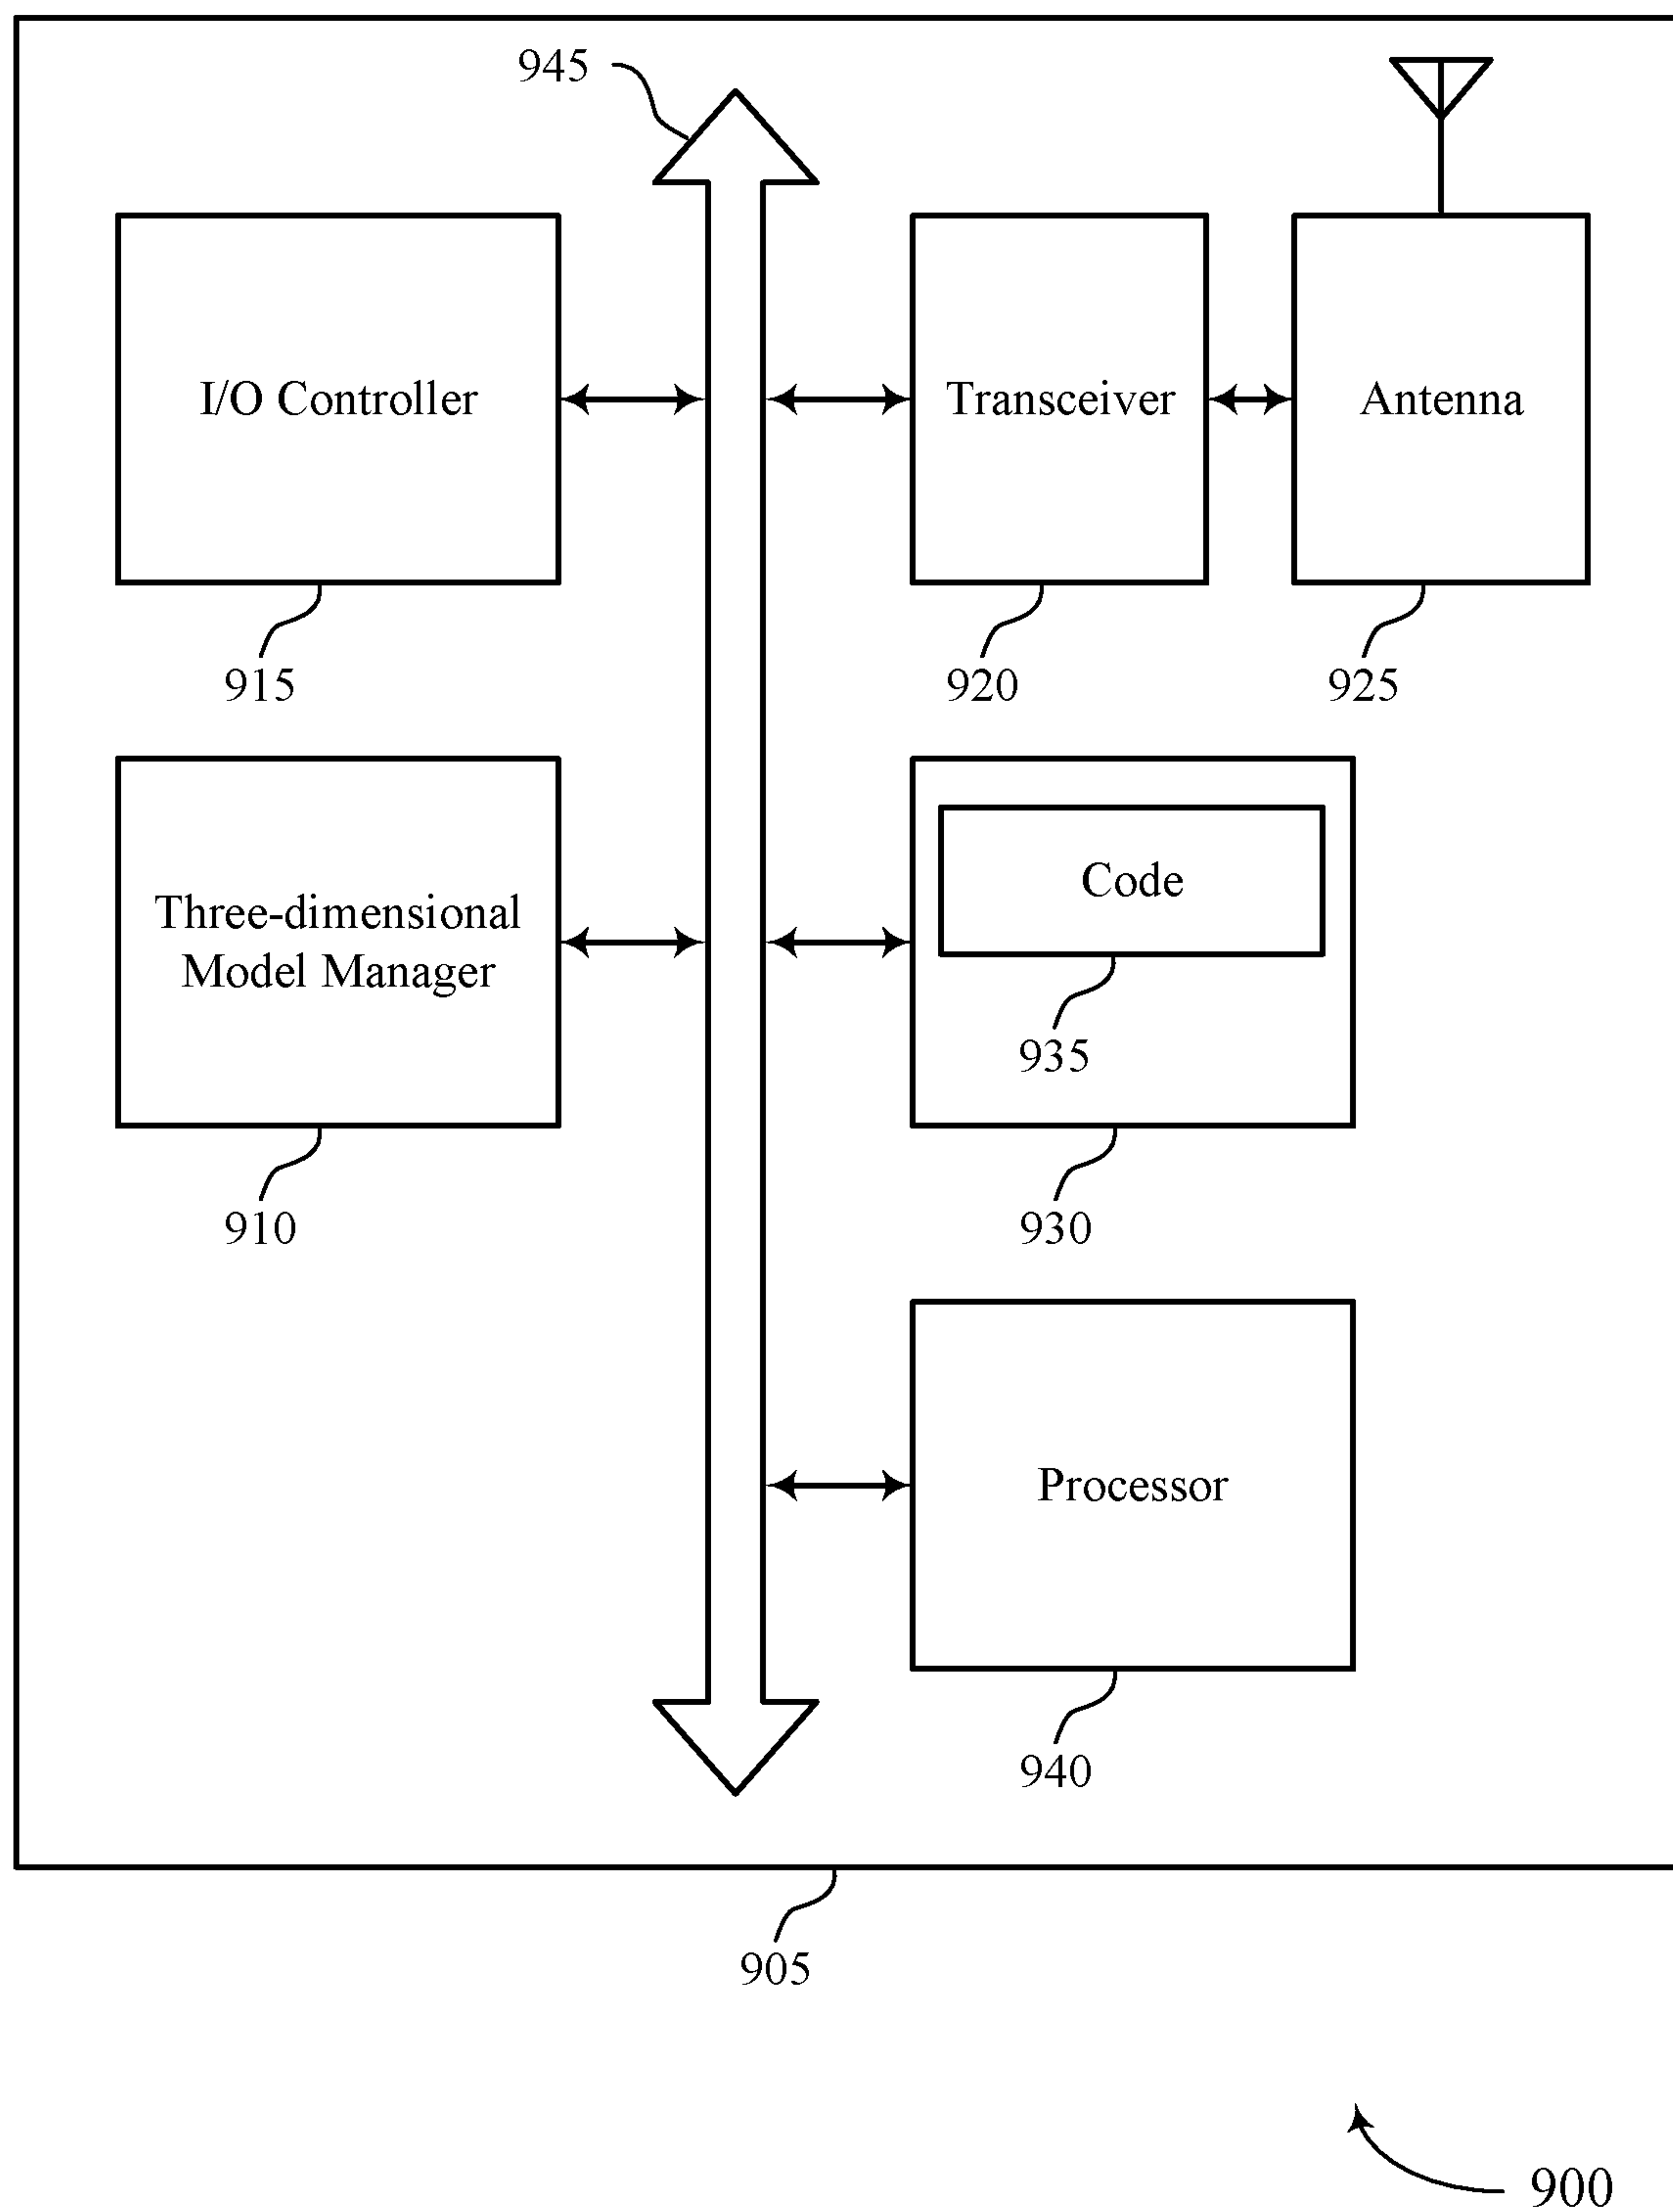 945
I/O Controller
Transceiver
Antenna
915
920
925
Three-dimensional
Model Manager
Code
935
910
930
Processor
940
905
900